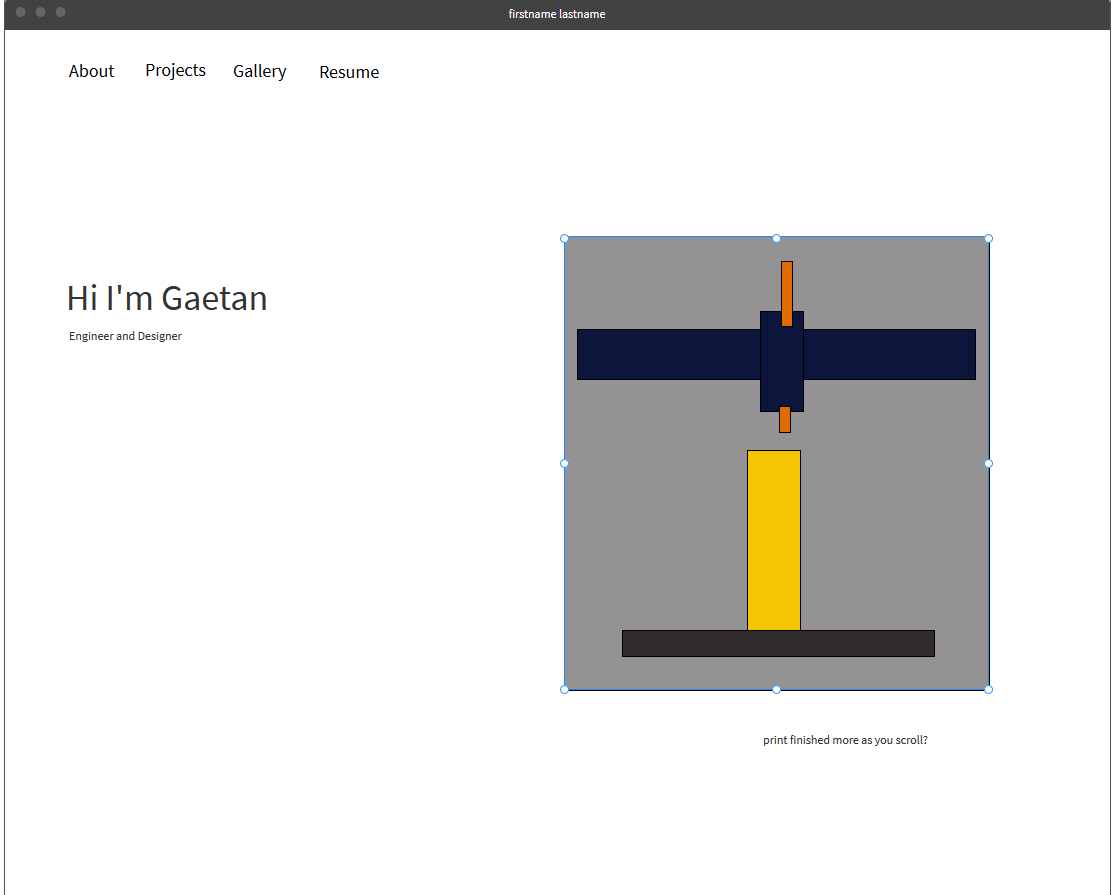 firstname lastname
About Projects Gallery Resume
Hi I'm Gaetan
Engineer and Designer
print finished more as you scroll?